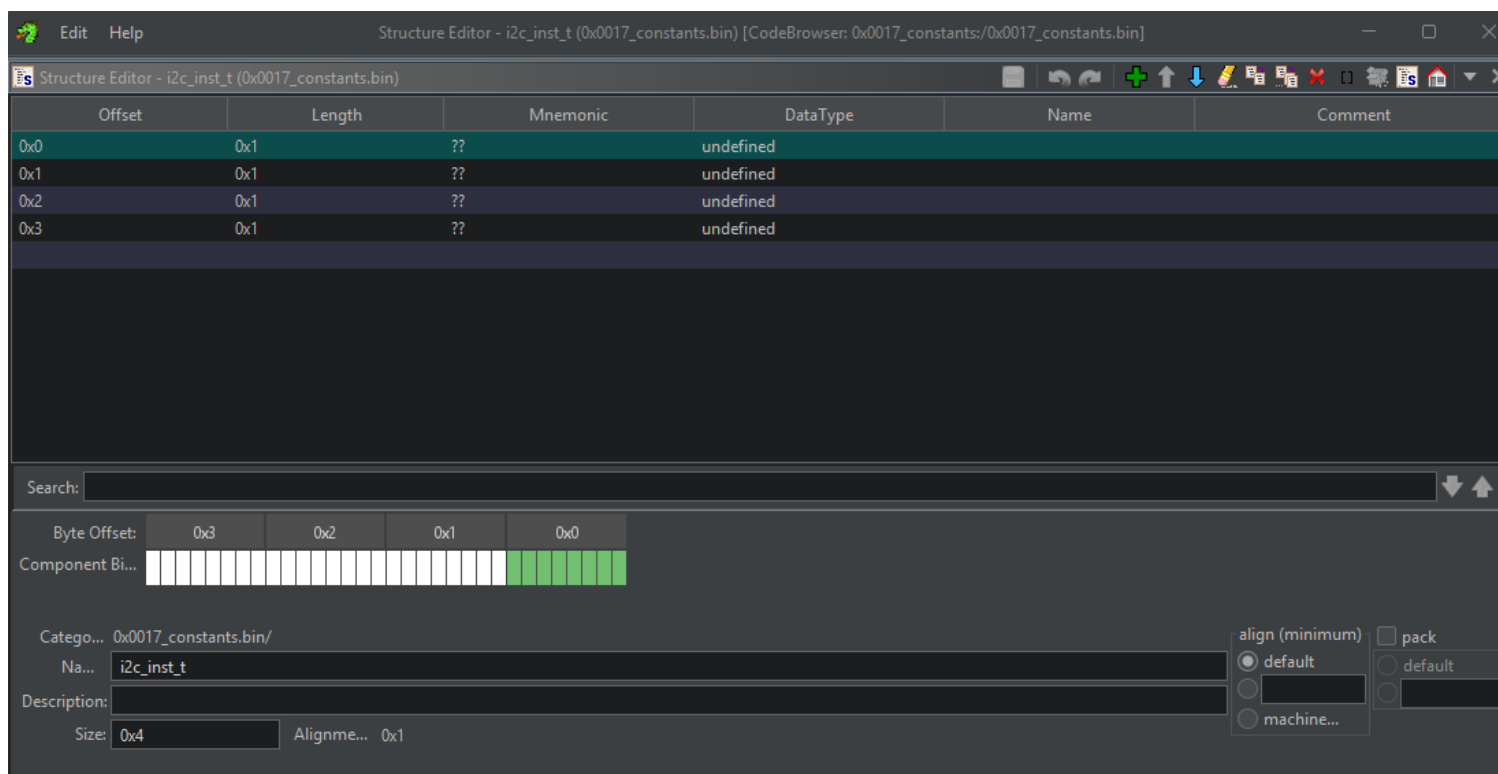 Edit Help Structure Editor - i2c_inst_t (0x0017_constants.bin) [CodeBrowser: 0x0017_constants:/0x0017_constants.bin]
Structure Editor - i2c_inst_t (0x0017_constants.bin)
Offset Length Mnemonic DataType Name Comment
0x0 0x1 ?? undefined
0x1 0x1 ?? undefined
0x2 0x1 ?? undefined
0x3 0x1 ?? undefined
Search:
Byte Offset: 0x3 0x2 0x1 0x0
Component Bi...
Catego... 0x0017_constants.bin/
Na... i2c_inst_t
Description:
Size: 0x4 Alignme... 0x1
align (minimum)
default
machine...
pack
default